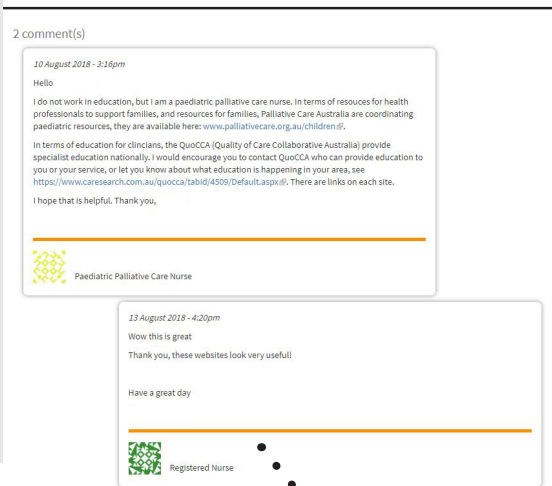 2 comment(s)
10 August 2018 - 3:16pm
Hello
I do not work in education, but I am a paediatric palliative care nurse. In terms of resouces for health
professionals to support families, and resources for families, Palliative Care Australia are coordinating
paediatric resources, they are available here: www.palliativecare.org.au/children.
In terms of education for clincians, the QuoCCA (Quality of Care Collaborative Australia) provide
specialist education nationally. I would encourage you to contact QuoCCA who can provide education to
you or your service, or let you know about what education is happening in your area, see
https://www.caresearch.com.au/quocca/tabid/4509/Default.aspx. There are links on each site.
I hope that is helpful. Thank you,
Paediatric Palliative Care Nurse
13 August 2018 - 4:20pm
Wow this is great
Thank you, these websites look very useful!
Have a great day
Registered Nurse